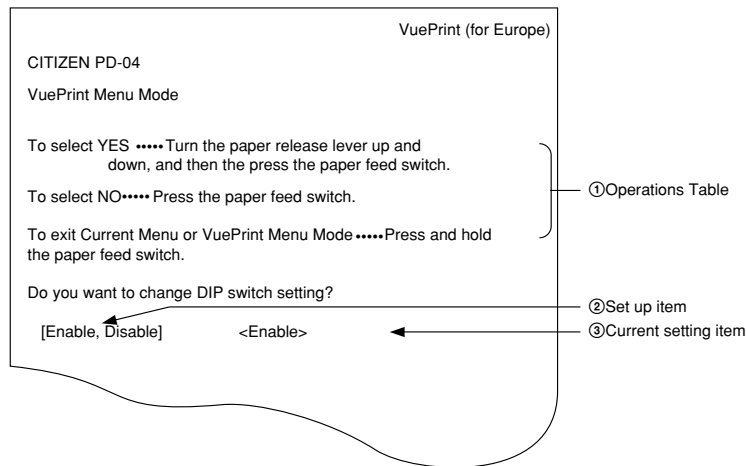 VuePrint (for Europe)
CITIZEN PD-04
VuePrint Menu Mode
To select YES •••••Turn the paper release lever up and
down, and then the press the paper feed switch.
To select NO••••• Press the paper feed switch.
①Operations Table
To exit Current Menu or VuePrint Menu Mode •••••Press and hold
the paper feed switch.
Do you want to change DIP switch setting?
②Set up item
[Enable, Disable] <Enable>
③Current setting item